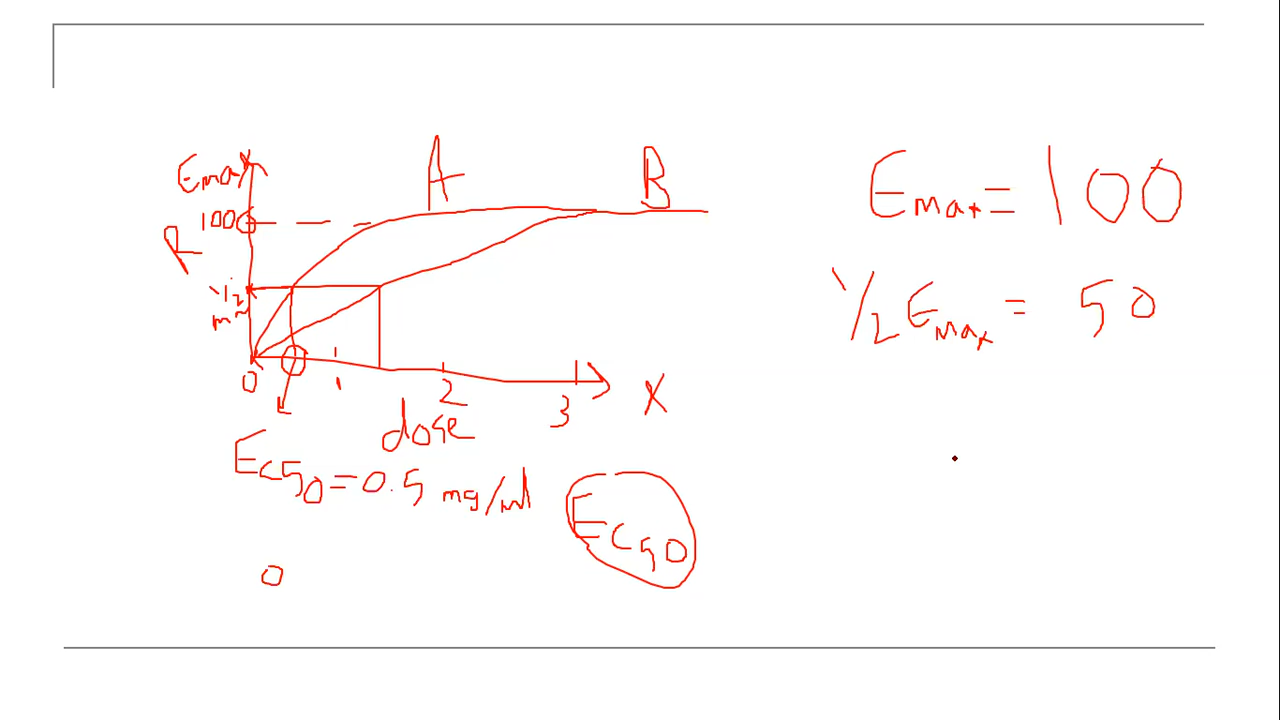 A
B
Emax
100
R
1/2
0
1
2
3
X
dose
EC50 = 0.5 mg/ml
EC50
0
Emax = 100
1/2 Emax = 50